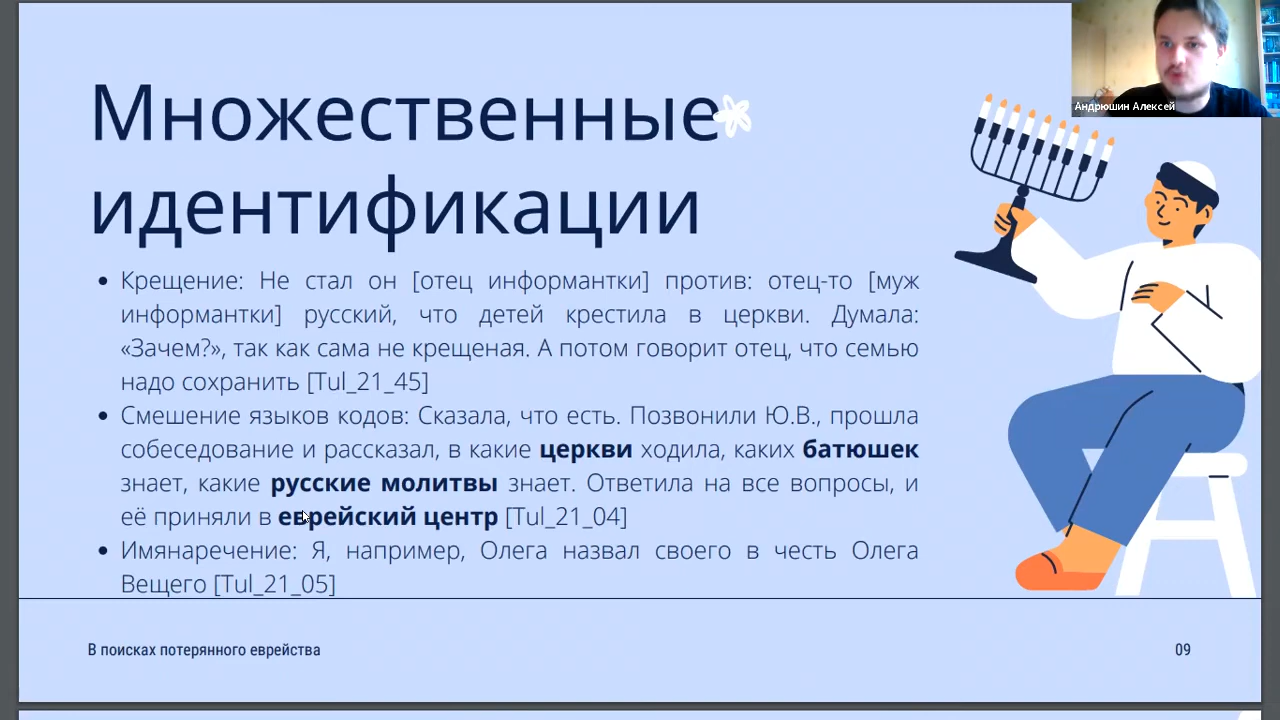 Андрюшин Алексей
Множественные
идентификации
• Крещение: Не стал он [отец информантки] против: отец-то [муж
информантки] русский, что детей крестила в церкви. Думала:
«Зачем?», так как сама не крещеная. А потом говорит отец, что семью
надо сохранить [Tul_21_45]
• Смешение языков кодов: Сказала, что есть. Позвонили Ю.В., прошла
собеседование и рассказал, в какие церкви ходила, каких батюшек
знает, какие русские молитвы знает. Ответила на все вопросы, и
её приняли в еврейский центр [Tul_21_04]
• Имянаречение: Я, например, Олега назвал своего в честь Олега
Вещего [Tul_21_05]
В поисках потерянного еврейства
09